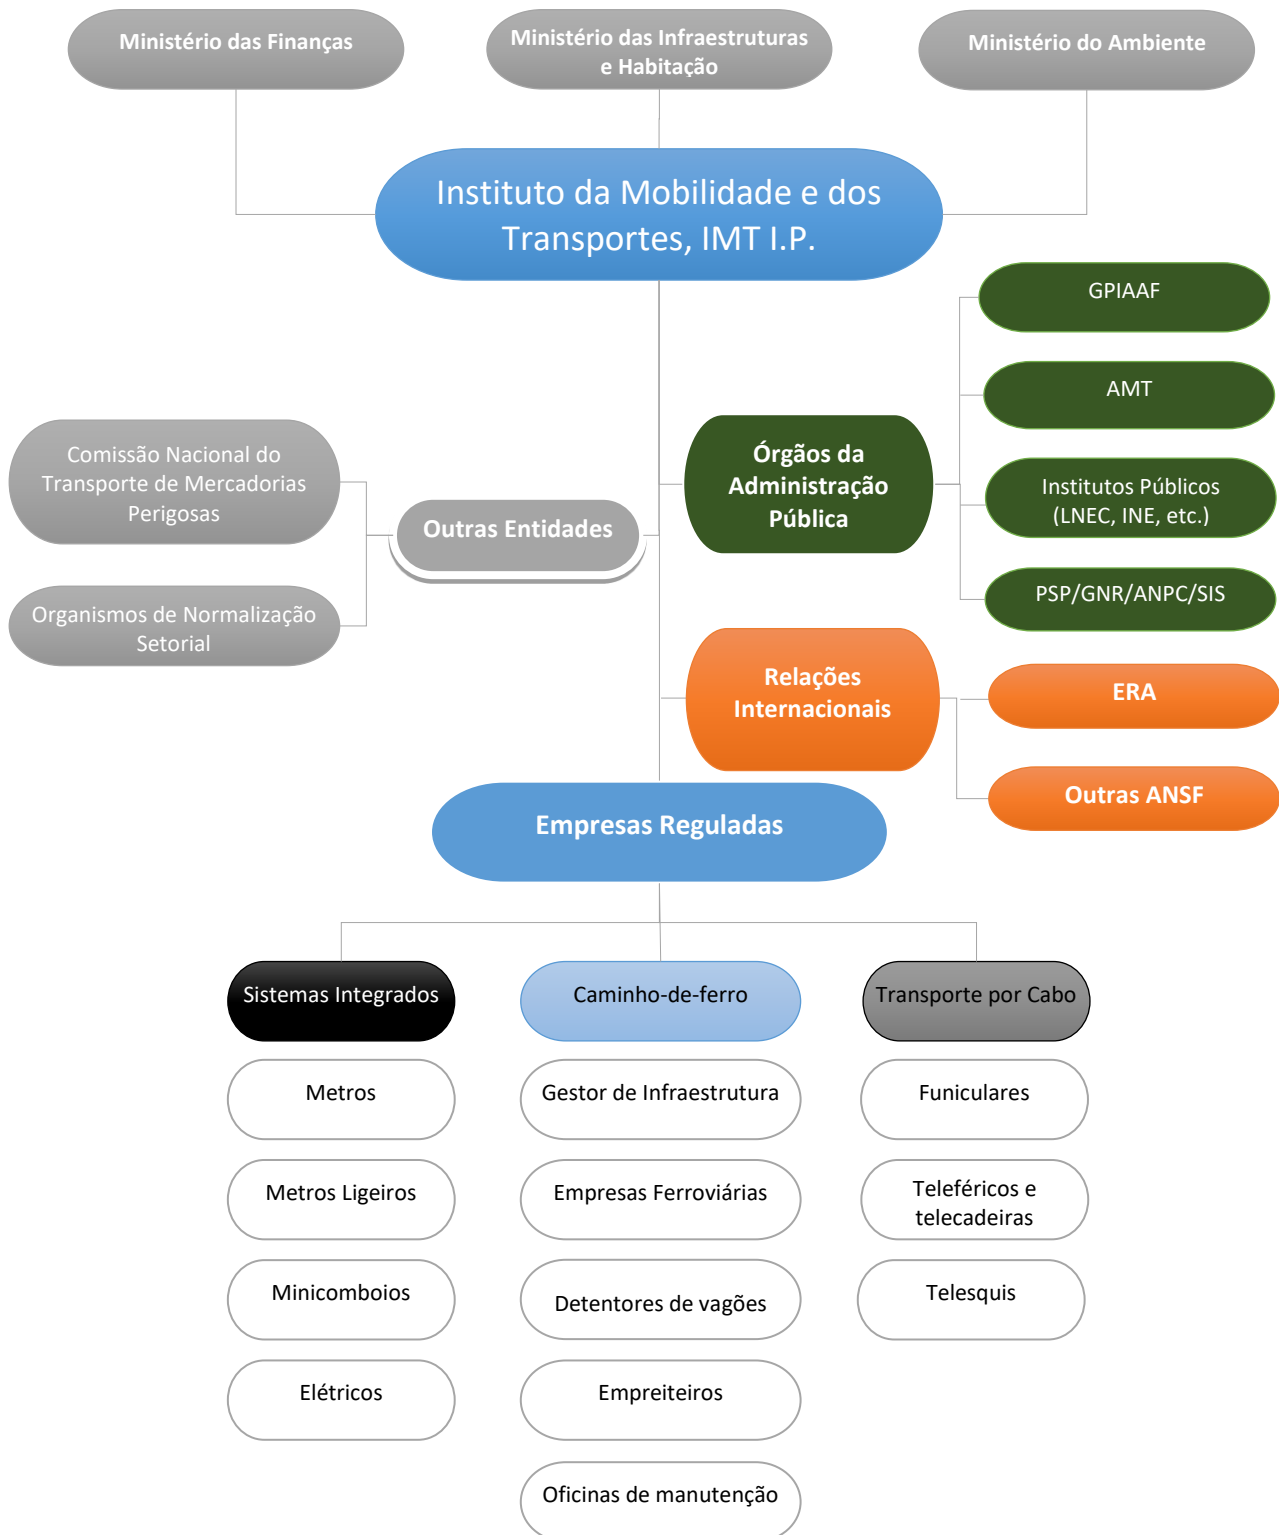 Ministério das Finanças
Ministério das Infraestruturas
e Habitação
Ministério do Ambiente
Instituto da Mobilidade e dos
Transportes, IMT I.P.
GPIAAF
AMT
Institutos Públicos
(LNEC, INE, etc.)
PSP/GNR/ANPC/SIS
Órgãos da
Administração
Pública
Comissão Nacional do
Transporte de Mercadorias
Perigosas
Outras Entidades
Organismos de Normalização
Setorial
Relações
Internacionais
ERA
Outras ANSF
Empresas Reguladas
Sistemas Integrados
Metros
Metros Ligeiros
Minicomboios
Elétricos
Caminho-de-ferro
Gestor de Infraestrutura
Empresas Ferroviárias
Detentores de vagões
Empreiteiros
Oficinas de manutenção
Transporte por Cabo
Funiculares
Teleféricos e
telecadeiras
Telesquis